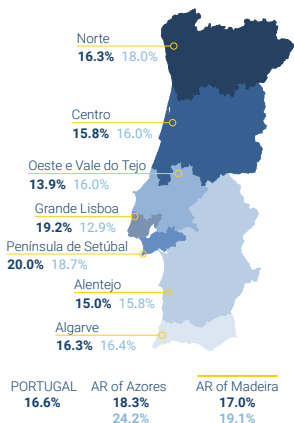 Norte
16.3% 18.0%
Centro
15.8% 16.0%
Oeste e Vale do Tejo
13.9% 16.0%
Grande Lisboa
19.2% 12.9%
Península de Setúbal
20.0% 18.7%
Alentejo
15.0% 15.8%
Algarve
16.3% 16.4%
PORTUGAL AR of Azores AR of Madeira
16.6% 18.3% 17.0%
24.2% 19.1%